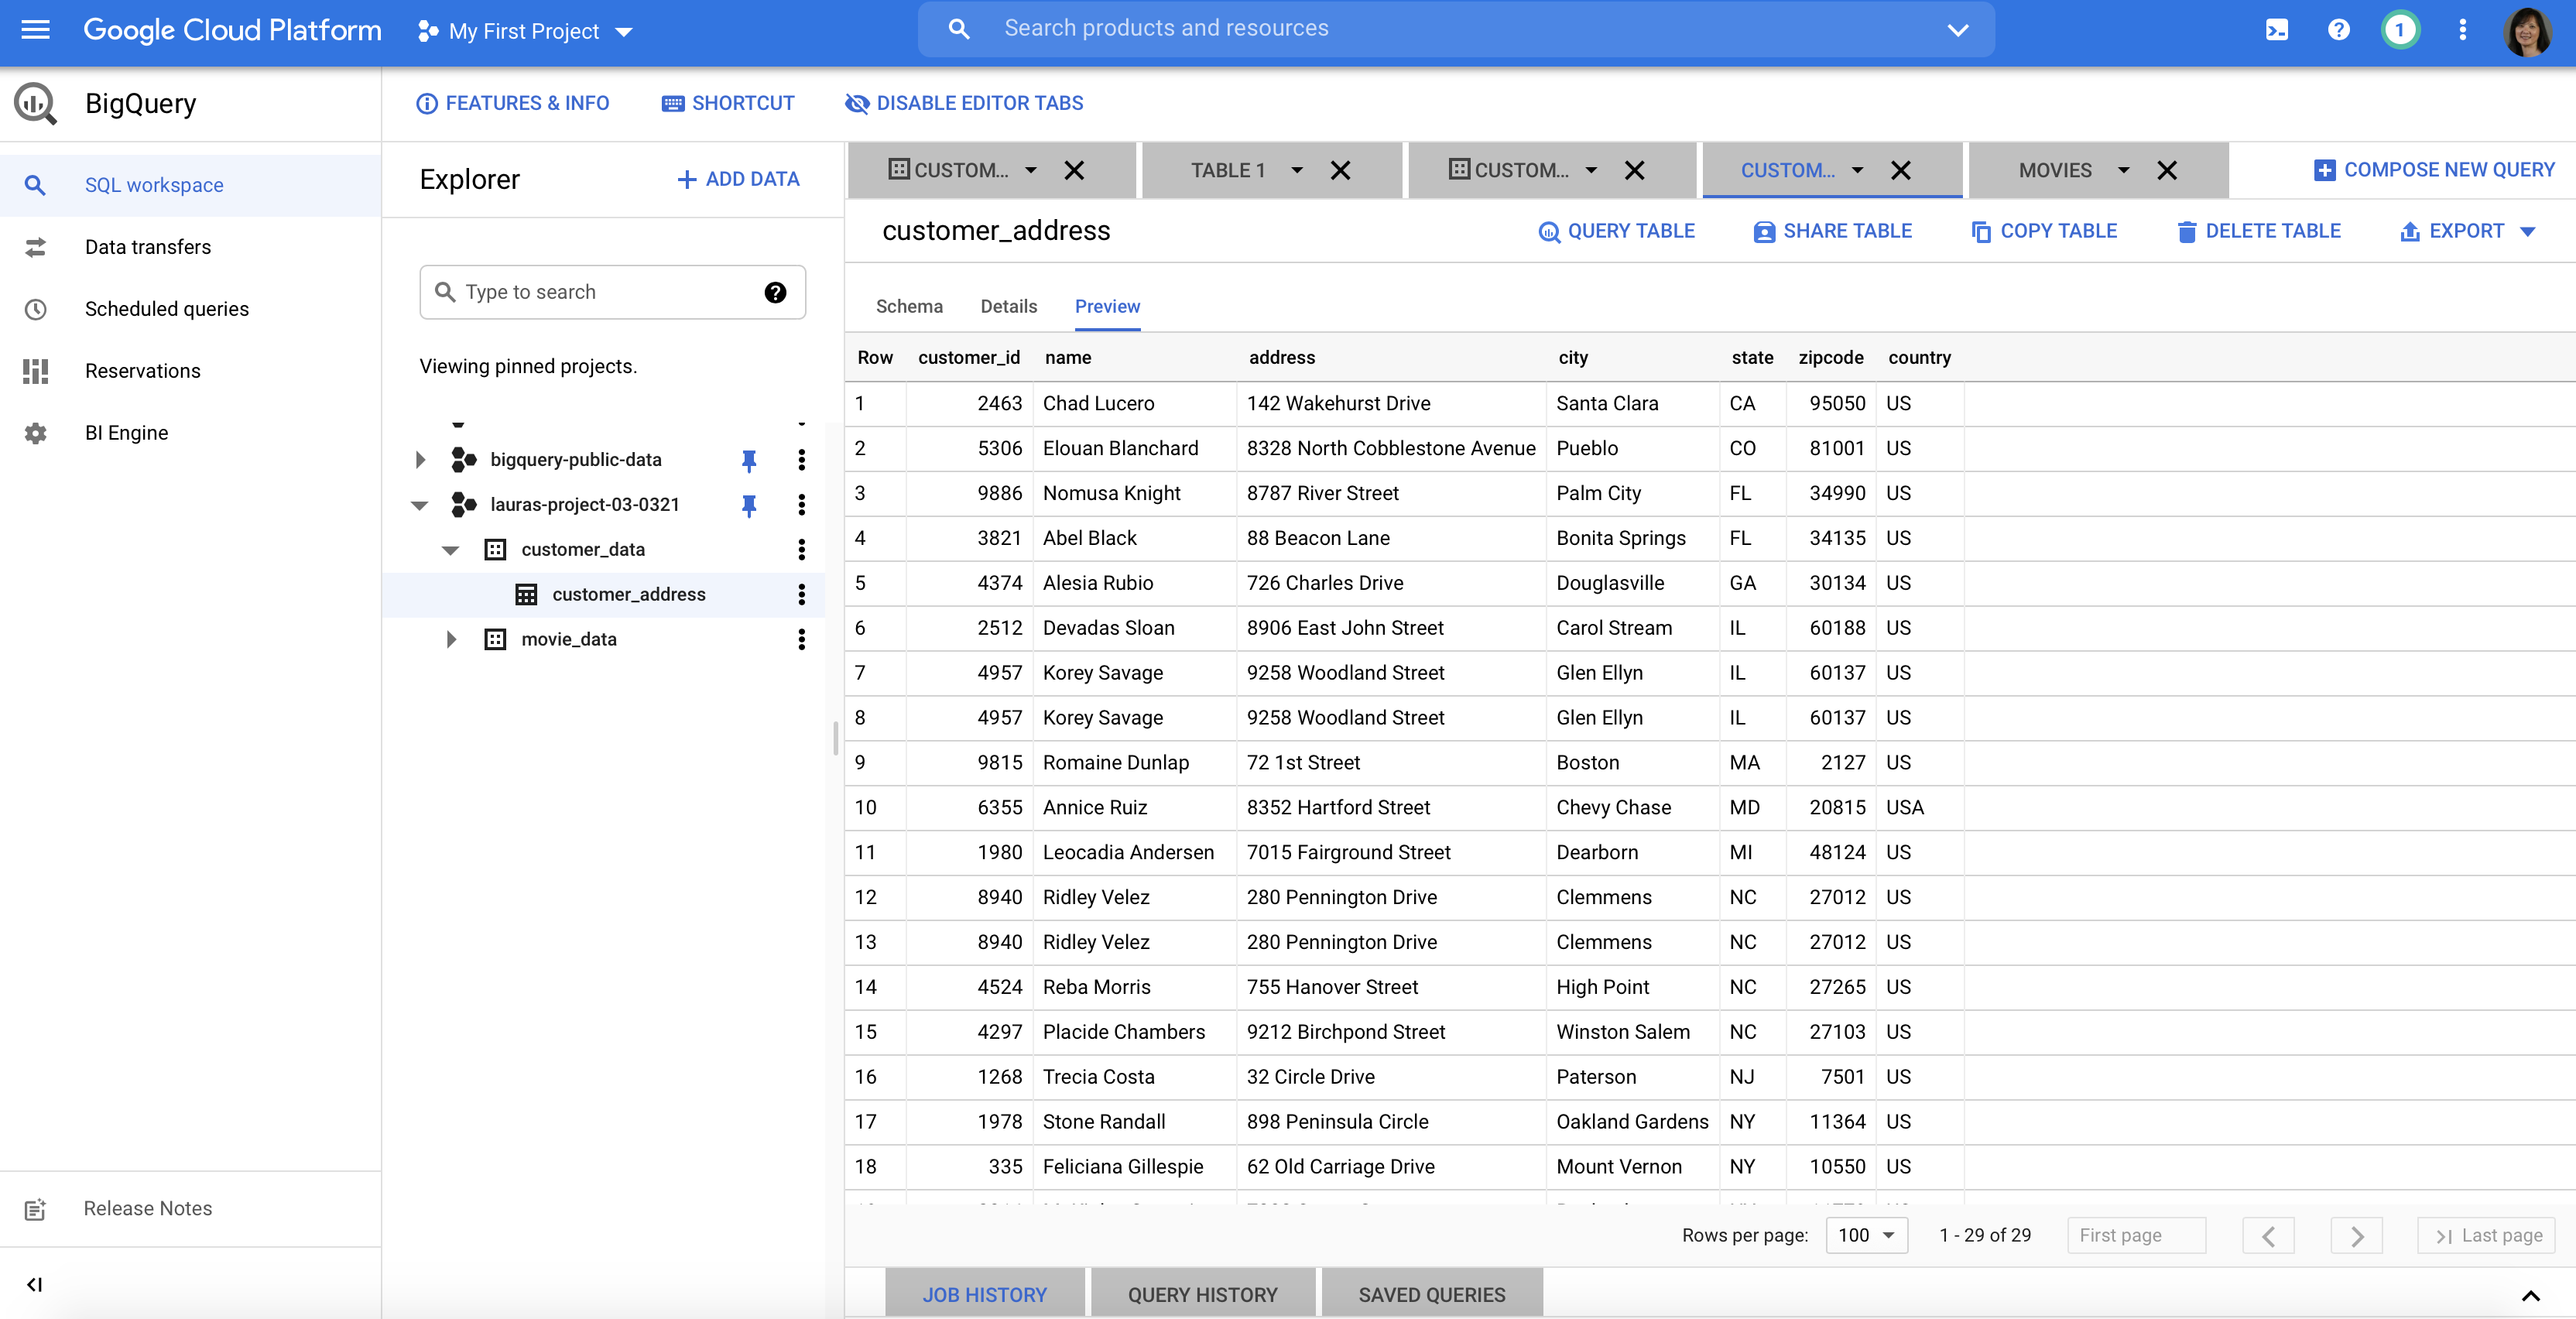 Google Cloud Platform
My First Project
Search products and resources
1
BigQuery
FEATURES & INFO
SHORTCUT
DISABLE EDITOR TABS
SQL workspace
Data transfers
Scheduled queries
Reservations
BI Engine
Release Notes
Explorer
ADD DATA
Type to search
Viewing pinned projects.
bigquery-public-data
lauras-project-03-0321
customer_data
customer_address
movie_data
CUSTOM... TABLE 1 CUSTOM... CUSTOM... MOVIES COMPOSE NEW QUERY
customer_address QUERY TABLE SHARE TABLE COPY TABLE DELETE TABLE EXPORT
Schema Details Preview
Row customer_id name address city state zipcode country
1 2463 Chad Lucero 142 Wakehurst Drive Santa Clara CA 95050 US
2 5306 Elouan Blanchard 8328 North Cobblestone Avenue Pueblo CO 81001 US
3 9886 Nomusa Knight 8787 River Street Palm City FL 34990 US
4 3821 Abel Black 88 Beacon Lane Bonita Springs FL 34135 US
5 4374 Alesia Rubio 726 Charles Drive Douglasville GA 30134 US
6 2512 Devadas Sloan 8906 East John Street Carol Stream IL 60188 US
7 4957 Korey Savage 9258 Woodland Street Glen Ellyn IL 60137 US
8 4957 Korey Savage 9258 Woodland Street Glen Ellyn IL 60137 US
9 9815 Romaine Dunlap 72 1st Street Boston MA 2127 US
10 6355 Annice Ruiz 8352 Hartford Street Chevy Chase MD 20815 USA
11 1980 Leocadia Andersen 7015 Fairground Street Dearborn MI 48124 US
12 8940 Ridley Velez 280 Pennington Drive Clemmens NC 27012 US
13 8940 Ridley Velez 280 Pennington Drive Clemmens NC 27012 US
14 4524 Reba Morris 755 Hanover Street High Point NC 27265 US
15 4297 Placide Chambers 9212 Birchpond Street Winston Salem NC 27103 US
16 1268 Trecia Costa 32 Circle Drive Paterson NJ 7501 US
17 1978 Stone Randall 898 Peninsula Circle Oakland Gardens NY 11364 US
18 335 Feliciana Gillespie 62 Old Carriage Drive Mount Vernon NY 10550 US
Rows per page: 100 1 - 29 of 29 First page Last page
JOB HISTORY QUERY HISTORY SAVED QUERIES